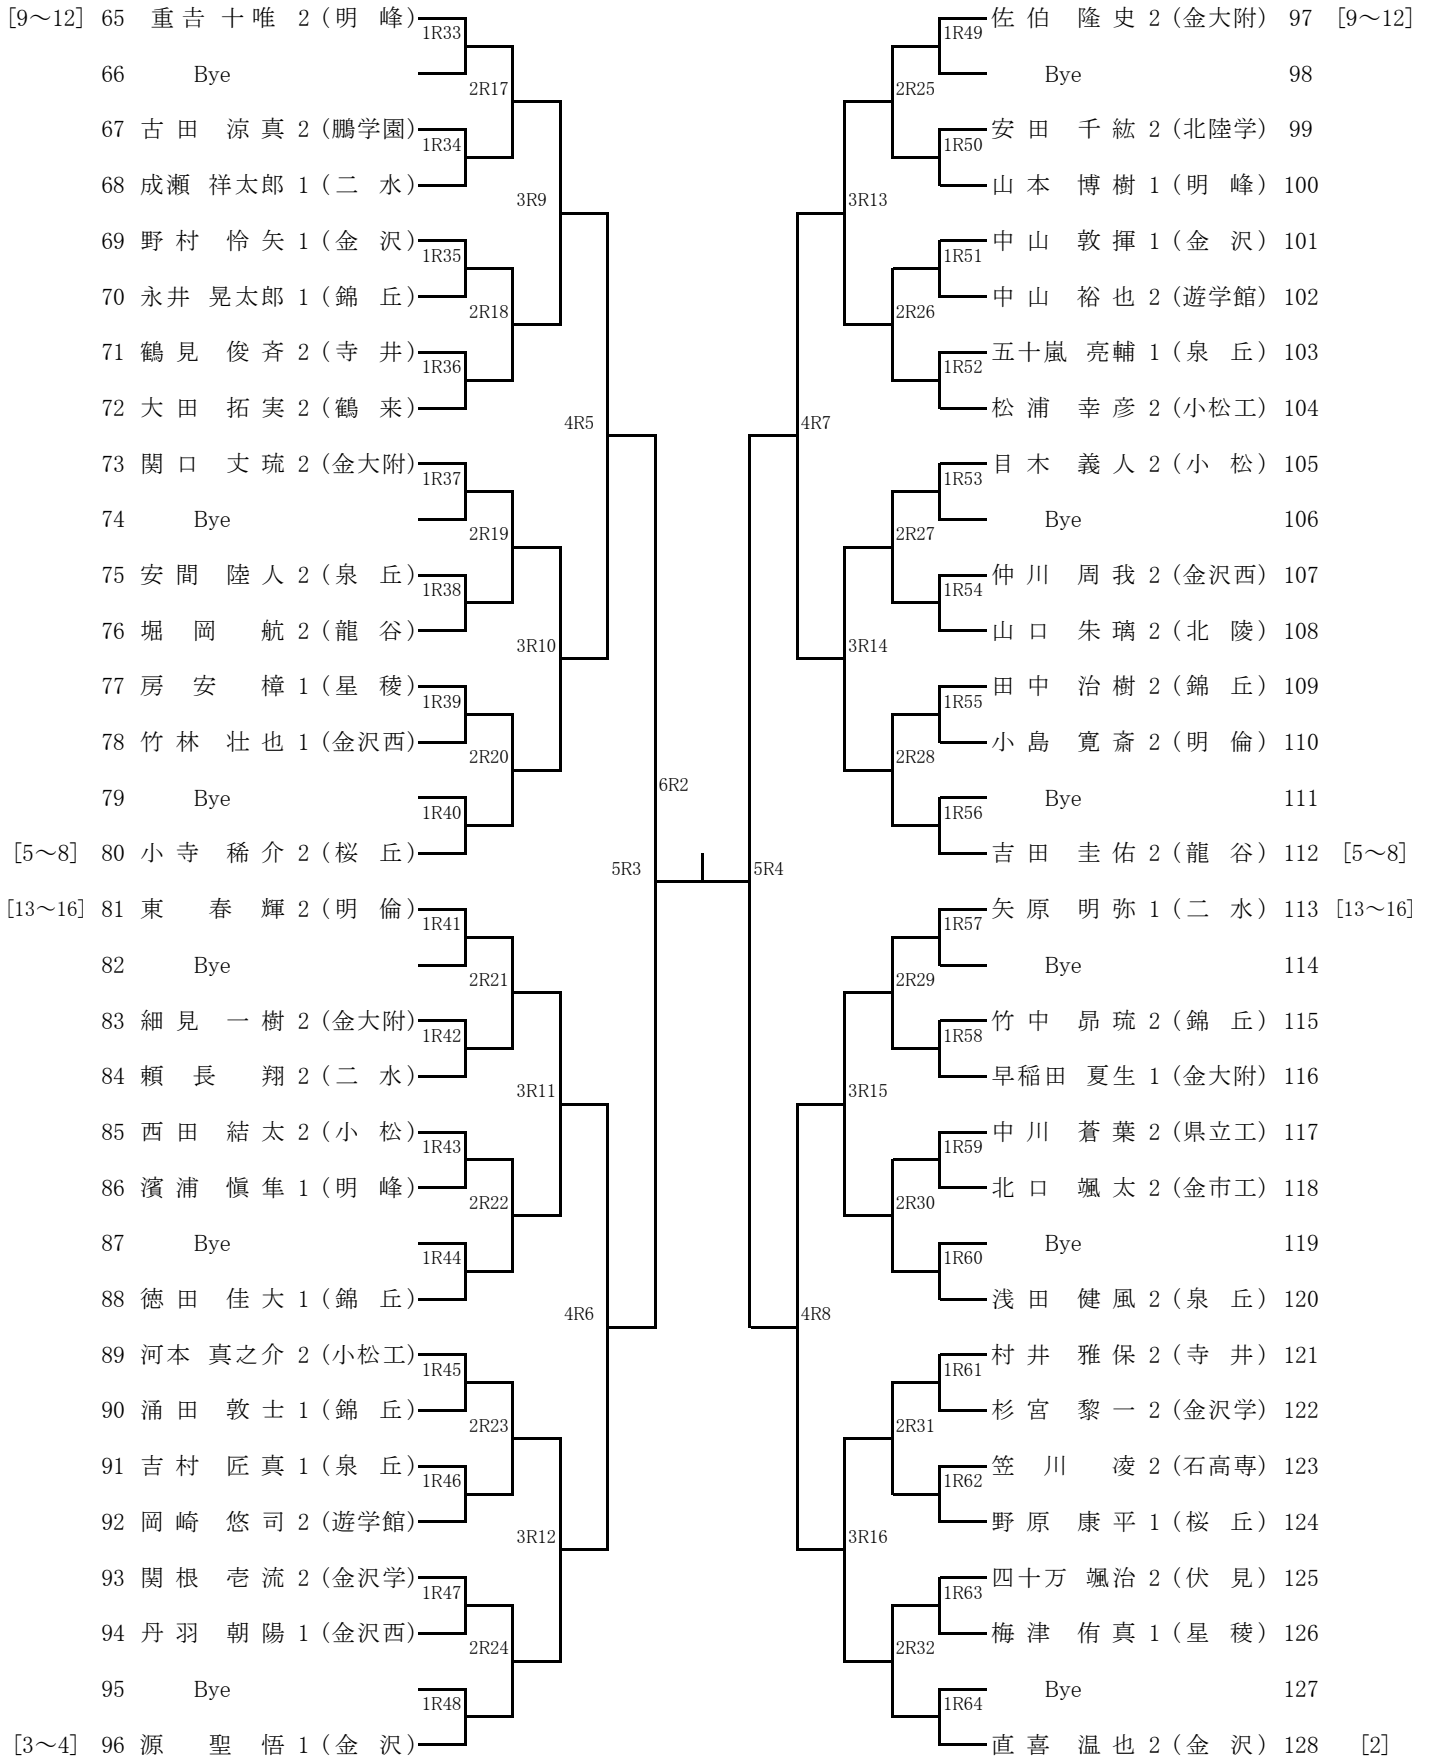 [9～12] 65 重吉 十唯 2 (明 峰)
1R33
66 Bye
2R17
67 古田 涼真 2 (鵬学園)
1R34
68 成瀬 祥太郎 1 (二 水)
3R9
69 野村 怜矢 1 (金 沢)
1R35
70 永井 晃太郎 1 (錦 丘)
2R18
71 鶴見 俊斉 2 (寺 井)
1R36
72 大田 拓実 2 (鶴 来)
4R5
73 関口 丈琉 2 (金大附)
1R37
74 Bye
2R19
75 安間 陸人 2 (泉 丘)
1R38
76 堀岡 航 2 (龍 谷)
3R10
77 房安 樟 1 (星 稜)
1R39
78 竹林 壮也 1 (金沢西)
2R20
79 Bye
1R40
[5～8] 80 小寺 稀介 2 (桜 丘)
5R3
[13～16] 81 東 春輝 2 (明 倫)
1R41
82 Bye
2R21
83 細見 一樹 2 (金大附)
1R42
84 頼長 翔 2 (二 水)
3R11
85 西田 結太 2 (小 松)
1R43
86 濱浦 愼隼 1 (明 峰)
2R22
87 Bye
1R44
88 徳田 佳大 1 (錦 丘)
4R6
89 河本 真之介 2 (小松工)
1R45
90 涌田 敦士 1 (錦 丘)
2R23
91 吉村 匠真 1 (泉 丘)
1R46
92 岡崎 悠司 2 (遊学館)
3R12
93 関根 壱流 2 (金沢学)
1R47
94 丹羽 朝陽 1 (金沢西)
2R24
95 Bye
1R48
[3～4] 96 源 聖悟 1 (金 沢)
6R2
佐伯 隆史 2 (金大附) 97 [9～12]
1R49
Bye 98
2R25
安田 千紘 2 (北陸学) 99
1R50
山本 博樹 1 (明 峰) 100
3R13
中山 敦揮 1 (金 沢) 101
1R51
中山 裕也 2 (遊学館) 102
2R26
五十嵐 亮輔 1 (泉 丘) 103
1R52
松浦 幸彦 2 (小松工) 104
4R7
目木 義人 2 (小 松) 105
1R53
Bye 106
2R27
仲川 周我 2 (金沢西) 107
1R54
山口 朱璃 2 (北 陵) 108
3R14
田中 治樹 2 (錦 丘) 109
1R55
小島 寛斎 2 (明 倫) 110
2R28
Bye 111
1R56
吉田 圭佑 2 (龍 谷) 112 [5～8]
5R4
矢原 明弥 1 (二 水) 113 [13～16]
1R57
Bye 114
2R29
竹中 昴琉 2 (錦 丘) 115
1R58
早稲田 夏生 1 (金大附) 116
3R15
中川 蒼葉 2 (県立工) 117
1R59
北口 颯太 2 (金市工) 118
2R30
Bye 119
1R60
浅田 健風 2 (泉 丘) 120
4R8
村井 雅保 2 (寺 井) 121
1R61
杉宮 黎一 2 (金沢学) 122
2R31
笠川 凌 2 (石高専) 123
1R62
野原 康平 1 (桜 丘) 124
3R16
四十万 颯治 2 (伏 見) 125
1R63
梅津 侑真 1 (星 稜) 126
2R32
Bye 127
1R64
直喜 温也 2 (金 沢) 128 [2]